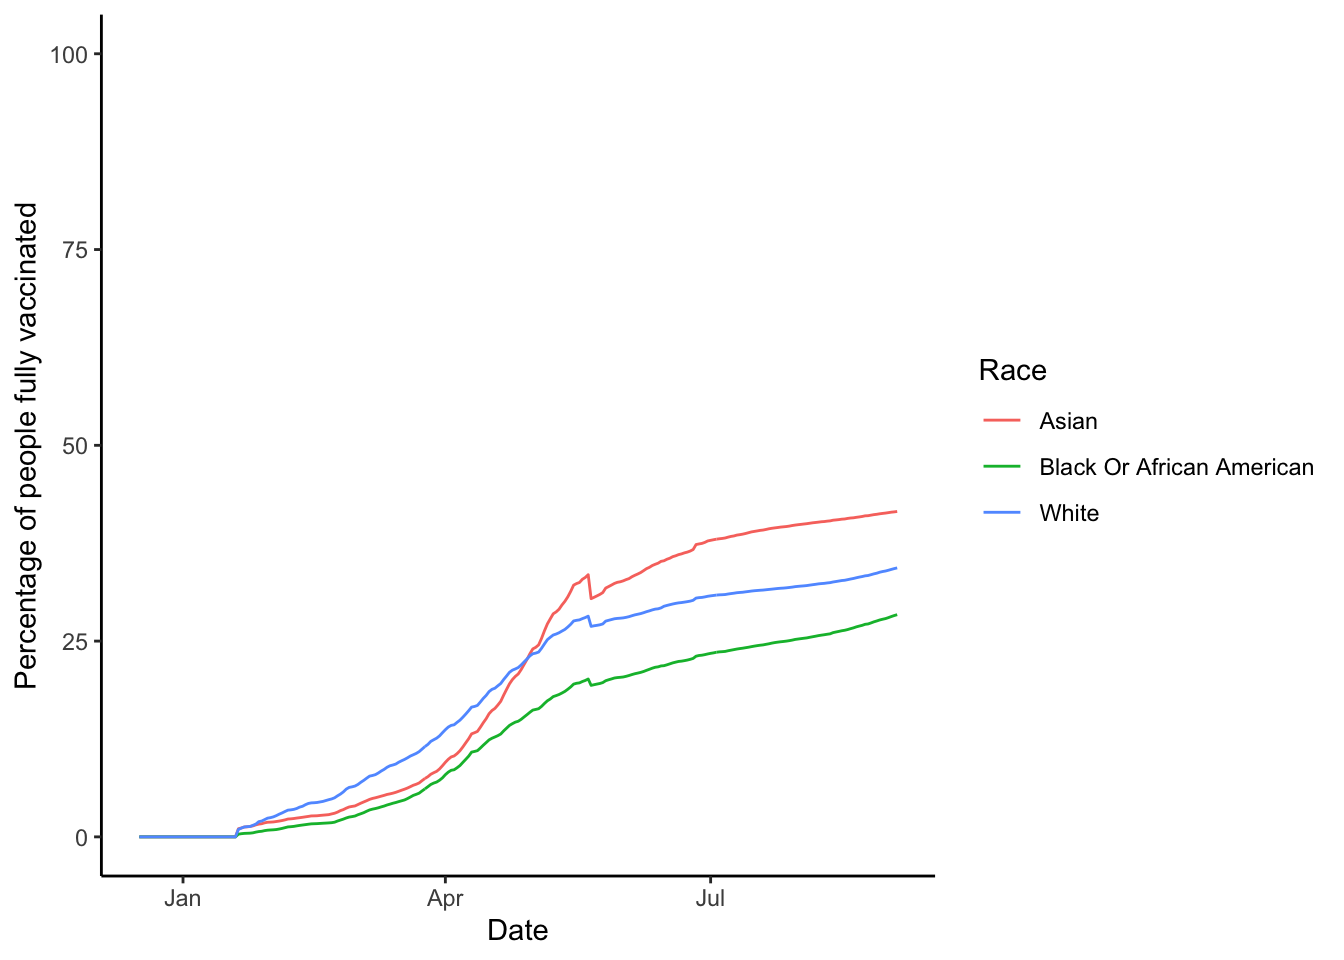 Percentage of people fully vaccinated
100
75
50
25
0
Jan
Apr
Jul
Date
Race
Asian
Black Or African American
White